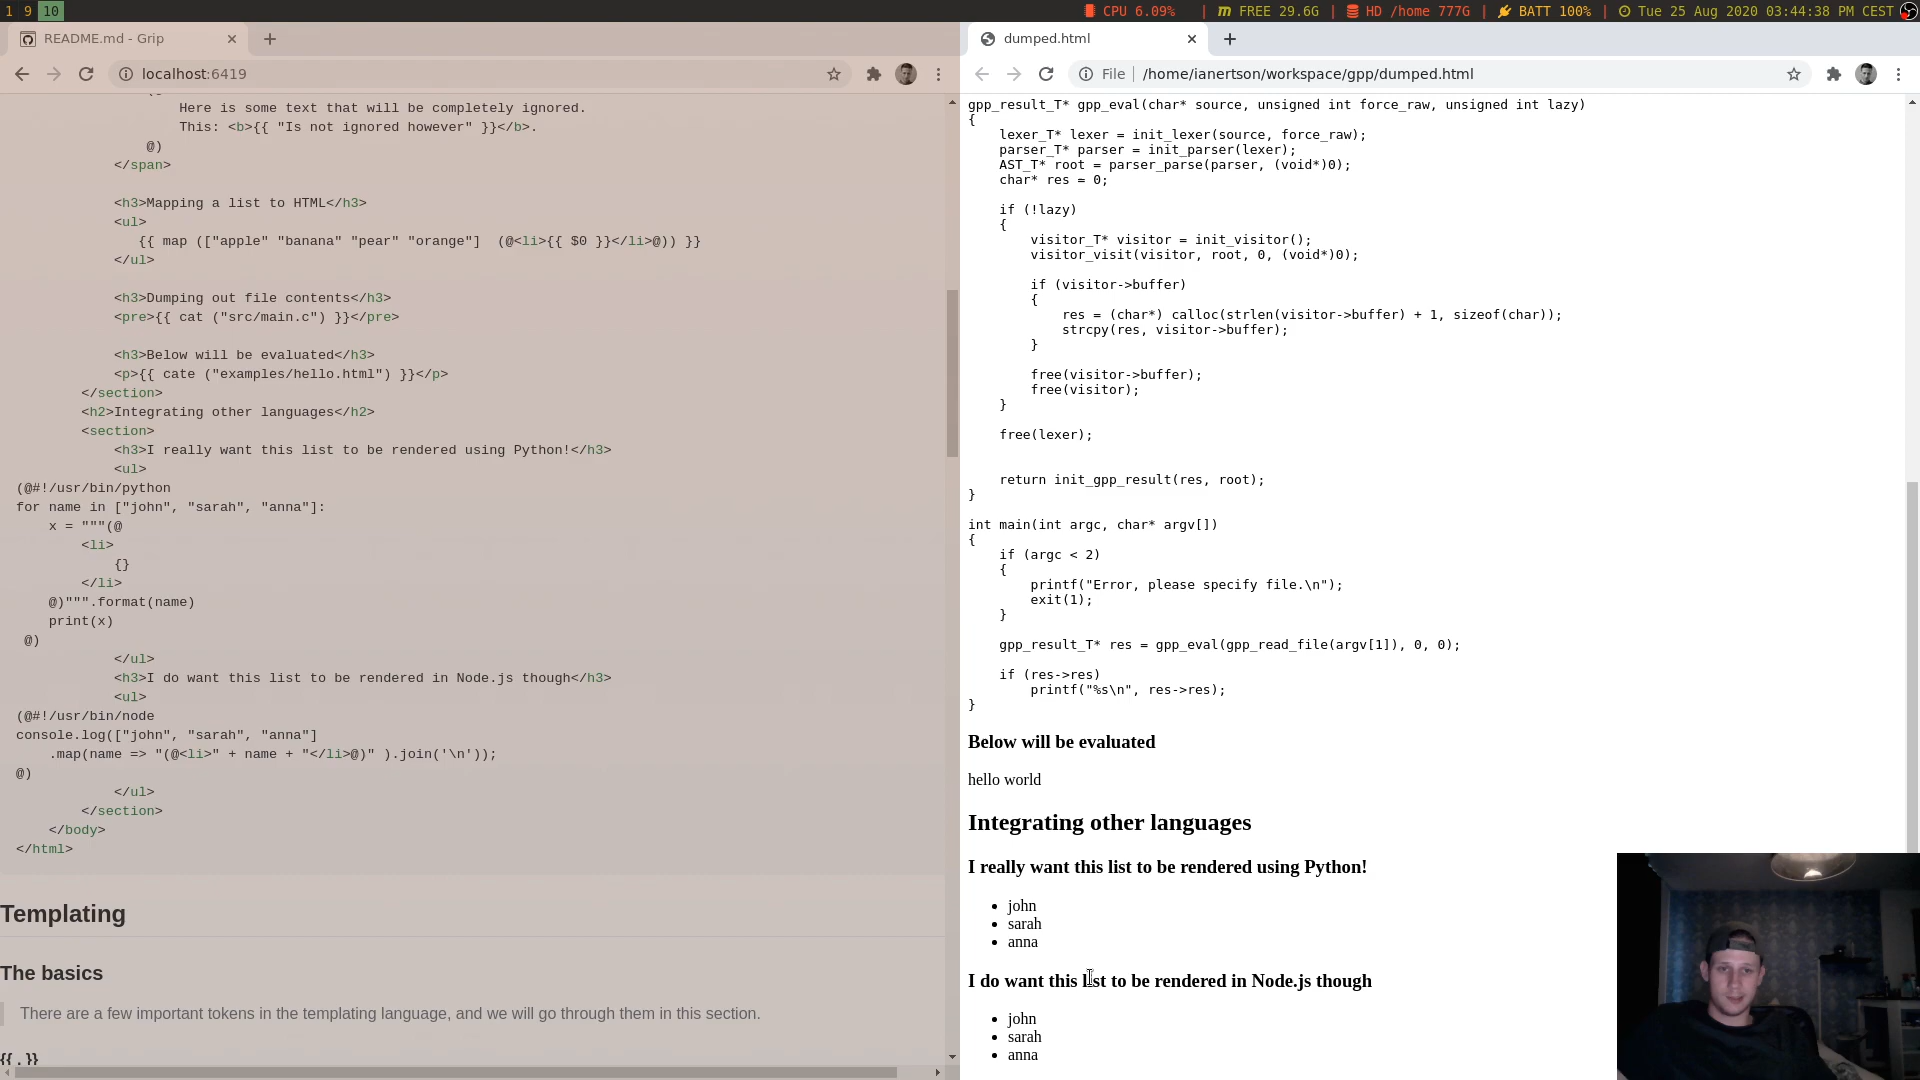 1 9 10 CPU 6.09% | FREE 29.6G | HD /home 777G | BATT 100% | Tue 25 Aug 2020 03:44:38 PM CEST
README.md - Grip
localhost:6419
Here is some text that will be completely ignored.
This: <b>{{ "Is not ignored however" }}</b>.
@)
</span>
<h3>Mapping a list to HTML</h3>
<ul>
{{ map (["apple" "banana" "pear" "orange"]  (@<li>{{ $0 }}</li>@)) }}
</ul>
<h3>Dumping out file contents</h3>
<pre>{{ cat ("src/main.c") }}</pre>
<h3>Below will be evaluated</h3>
<p>{{ cate ("examples/hello.html") }}</p>
</section>
<h2>Integrating other languages</h2>
<section>
<h3>I really want this list to be rendered using Python!</h3>
<ul>
(@#!/usr/bin/python
for name in ["john", "sarah", "anna"]:
x = """(@
<li>
{}
</li>
@)""".format(name)
print(x)
@)
</ul>
<h3>I do want this list to be rendered in Node.js though</h3>
<ul>
(@#!/usr/bin/node
console.log(["john", "sarah", "anna"]
.map(name => "(@<li>" + name + "</li>@)" ).join('\n'));
@)
</ul>
</section>
</body>
</html>
Templating
The basics
There are a few important tokens in the templating language, and we will go through them in this section.
{{ . }}
dumped.html
File | /home/ianertson/workspace/gpp/dumped.html
gpp_result_T* gpp_eval(char* source, unsigned int force_raw, unsigned int lazy)
{
lexer_T* lexer = init_lexer(source, force_raw);
parser_T* parser = init_parser(lexer);
AST_T* root = parser_parse(parser, (void*)0);
char* res = 0;
if (!lazy)
{
visitor_T* visitor = init_visitor();
visitor_visit(visitor, root, 0, (void*)0);
if (visitor->buffer)
{
res = (char*) calloc(strlen(visitor->buffer) + 1, sizeof(char));
strcpy(res, visitor->buffer);
}
free(visitor->buffer);
free(visitor);
}
free(lexer);
return init_gpp_result(res, root);
}
int main(int argc, char* argv[])
{
if (argc < 2)
{
printf("Error, please specify file.\n");
exit(1);
}
gpp_result_T* res = gpp_eval(gpp_read_file(argv[1]), 0, 0);
if (res->res)
printf("%s\n", res->res);
}
Below will be evaluated
hello world
Integrating other languages
I really want this list to be rendered using Python!
john
sarah
anna
I do want this list to be rendered in Node.js though
john
sarah
anna